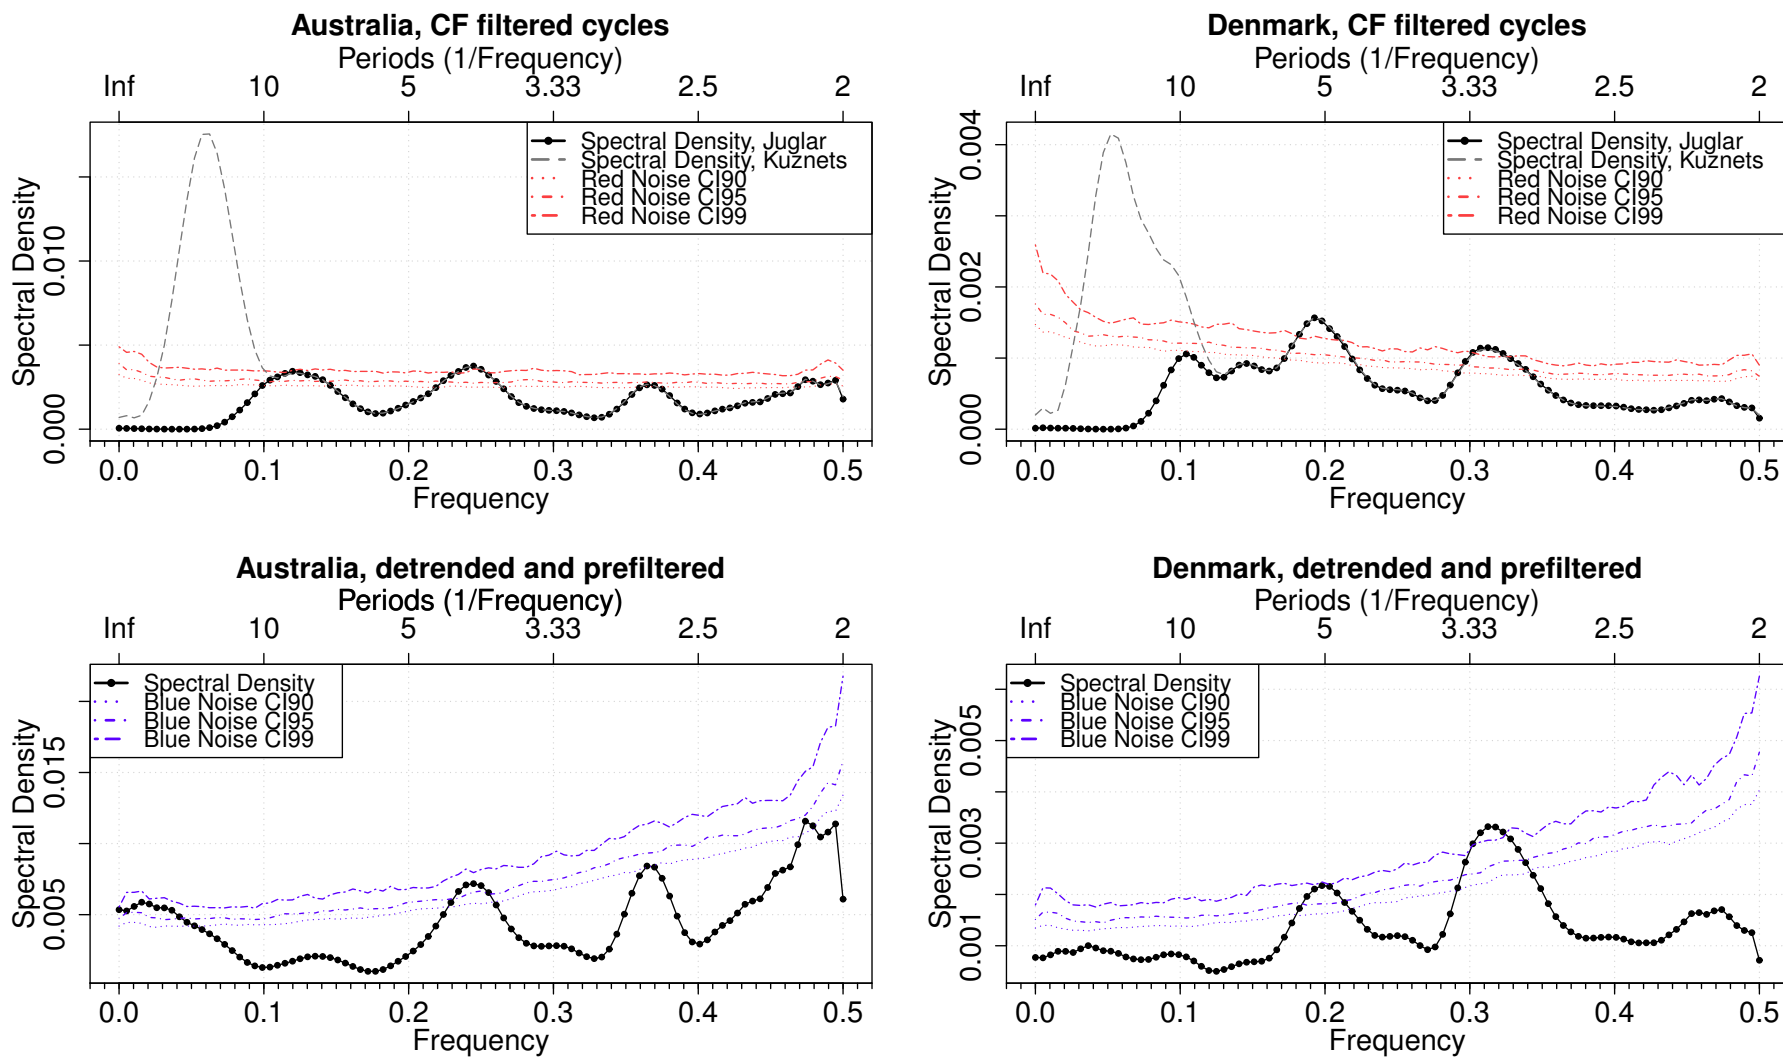 Australia, CF filtered cycles
Periods (1/Frequency)
Inf 10 5 3.33 2.5 2
Spectral Density, Juglar
Spectral Density, Kuznets
Red Noise CI90
Red Noise CI95
Red Noise CI99
Spectral Density
0.000 0.010
0.0 0.1 0.2 0.3 0.4 0.5
Frequency
Denmark, CF filtered cycles
Periods (1/Frequency)
Inf 10 5 3.33 2.5 2
Spectral Density, Juglar
Spectral Density, Kuznets
Red Noise CI90
Red Noise CI95
Red Noise CI99
Spectral Density
0.000 0.002 0.004
0.0 0.1 0.2 0.3 0.4 0.5
Frequency
Australia, detrended and prefiltered
Periods (1/Frequency)
Inf 10 5 3.33 2.5 2
Spectral Density
Blue Noise CI90
Blue Noise CI95
Blue Noise CI99
Spectral Density
0.005 0.015
0.0 0.1 0.2 0.3 0.4 0.5
Frequency
Denmark, detrended and prefiltered
Periods (1/Frequency)
Inf 10 5 3.33 2.5 2
Spectral Density
Blue Noise CI90
Blue Noise CI95
Blue Noise CI99
Spectral Density
0.001 0.003 0.005
0.0 0.1 0.2 0.3 0.4 0.5
Frequency